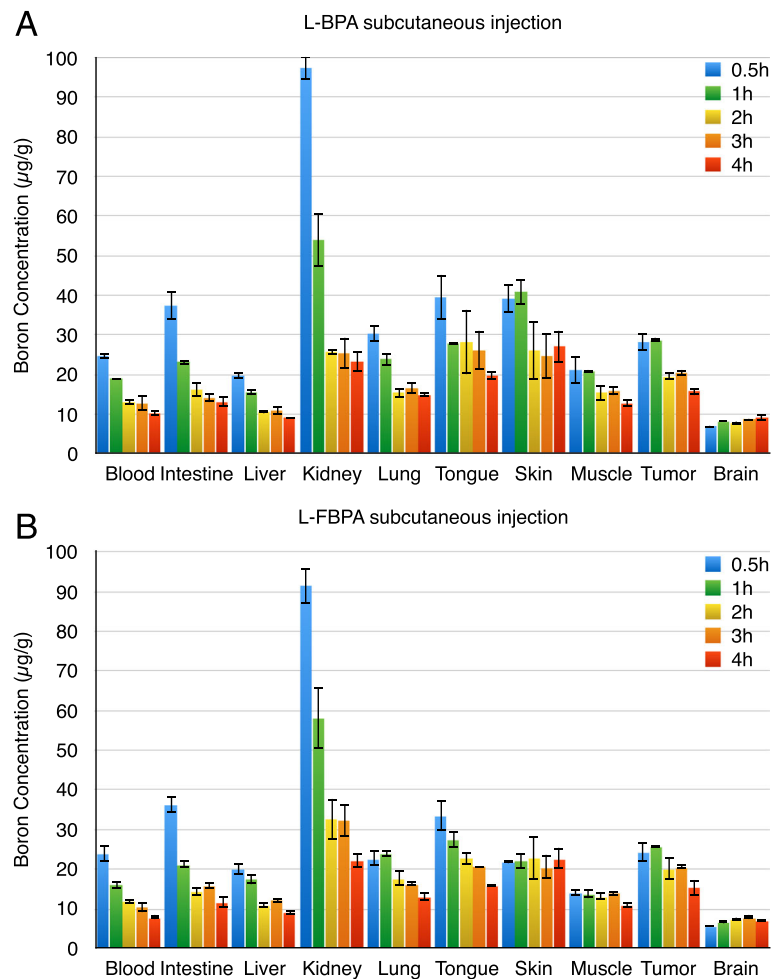 A
L-BPA subcutaneous injection
Boron Concentration (µg/g)
100
90
80
70
60
50
40
30
20
10
0
0.5h
1h
2h
3h
4h
Blood Intestine Liver Kidney Lung Tongue Skin Muscle Tumor Brain
B
L-FBPA subcutaneous injection
Boron Concentration (µg/g)
100
90
80
70
60
50
40
30
20
10
0
0.5h
1h
2h
3h
4h
Blood Intestine Liver Kidney Lung Tongue Skin Muscle Tumor Brain